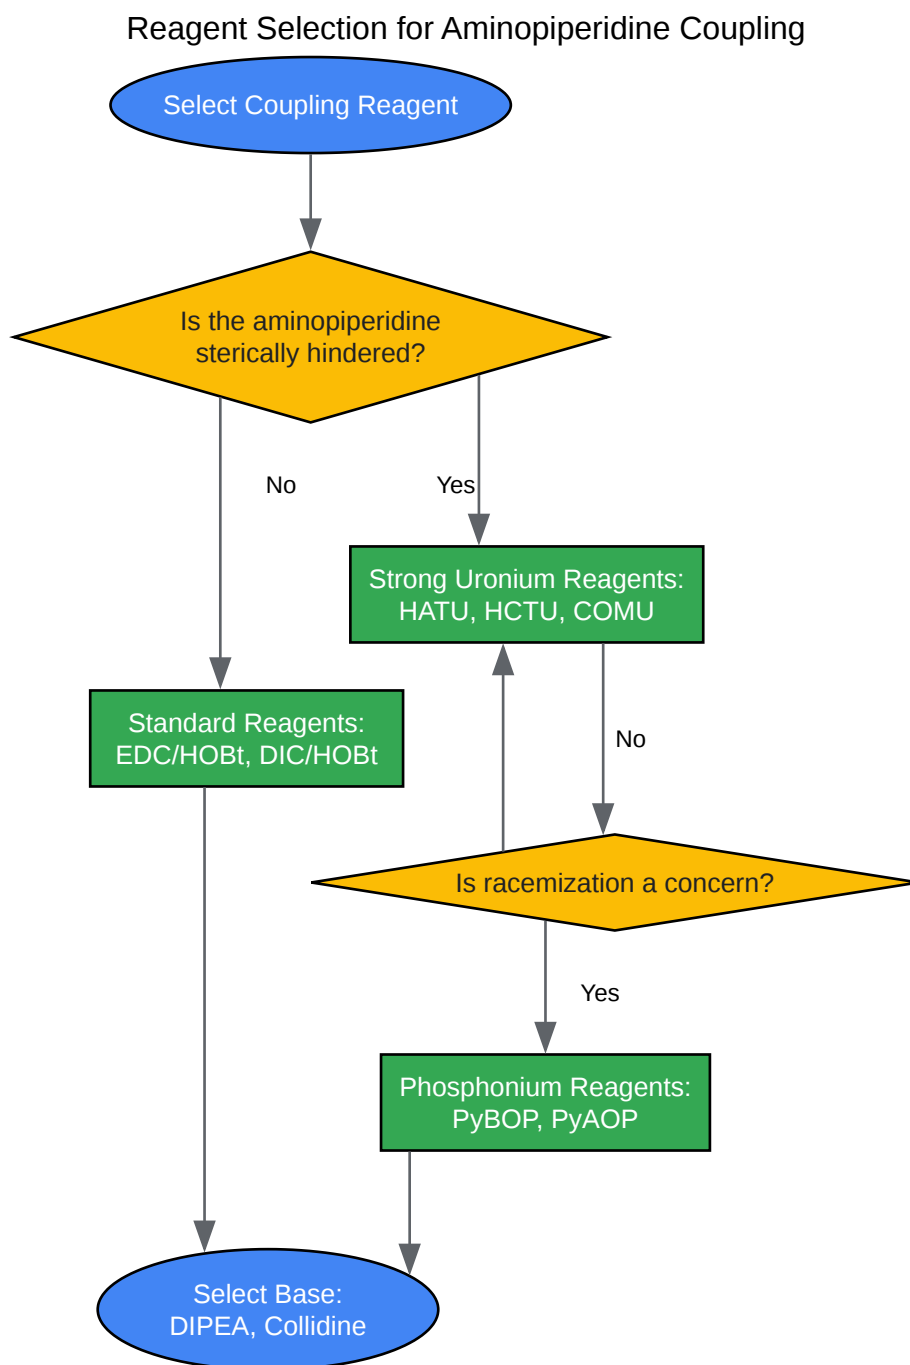 Reagent Selection for Aminopiperidine Coupling
Select Coupling Reagent
Is the aminopiperidine
sterically hindered?
No
Yes
Strong Uronium Reagents:
HATU, HCTU, COMU
Standard Reagents:
EDC/HOBt, DIC/HOBt
No
Is racemization a concern?
Yes
Phosphonium Reagents:
PyBOP, PyAOP
Select Base:
DIPEA, Collidine